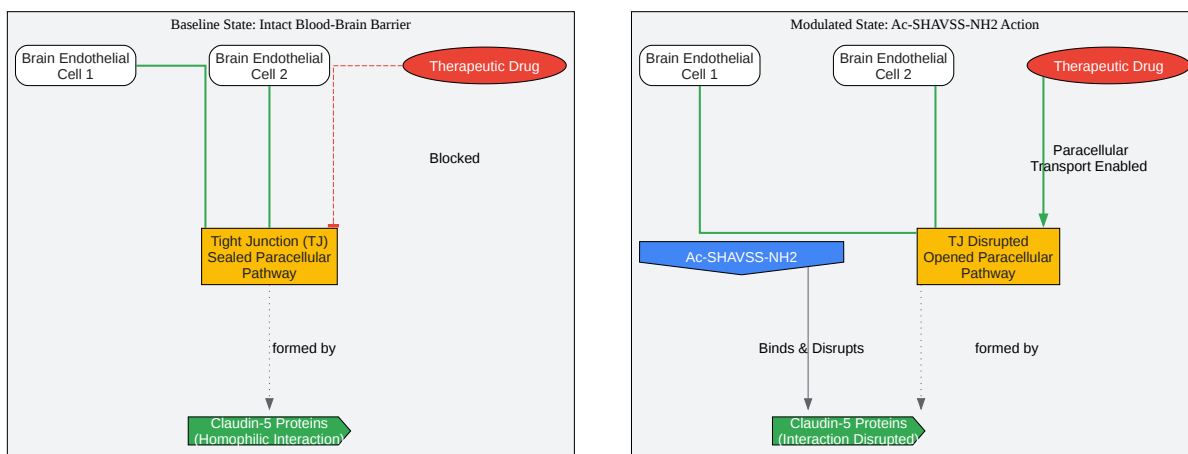 Baseline State: Intact Blood-Brain Barrier
Brain Endothelial
Cell 1
Brain Endothelial
Cell 2
Therapeutic Drug
Blocked
Tight Junction (TJ)
Sealed Paracellular
Pathway
formed by
Claudin-5 Proteins
(Homophilic Interaction)
Modulated State: Ac-SHAVSS-NH2 Action
Brain Endothelial
Cell 1
Brain Endothelial
Cell 2
Therapeutic Drug
Paracellular
Transport Enabled
Ac-SHAVSS-NH2
TJ Disrupted
Opened Paracellular
Pathway
Binds & Disrupts
formed by
Claudin-5 Proteins
(Interaction Disrupted)